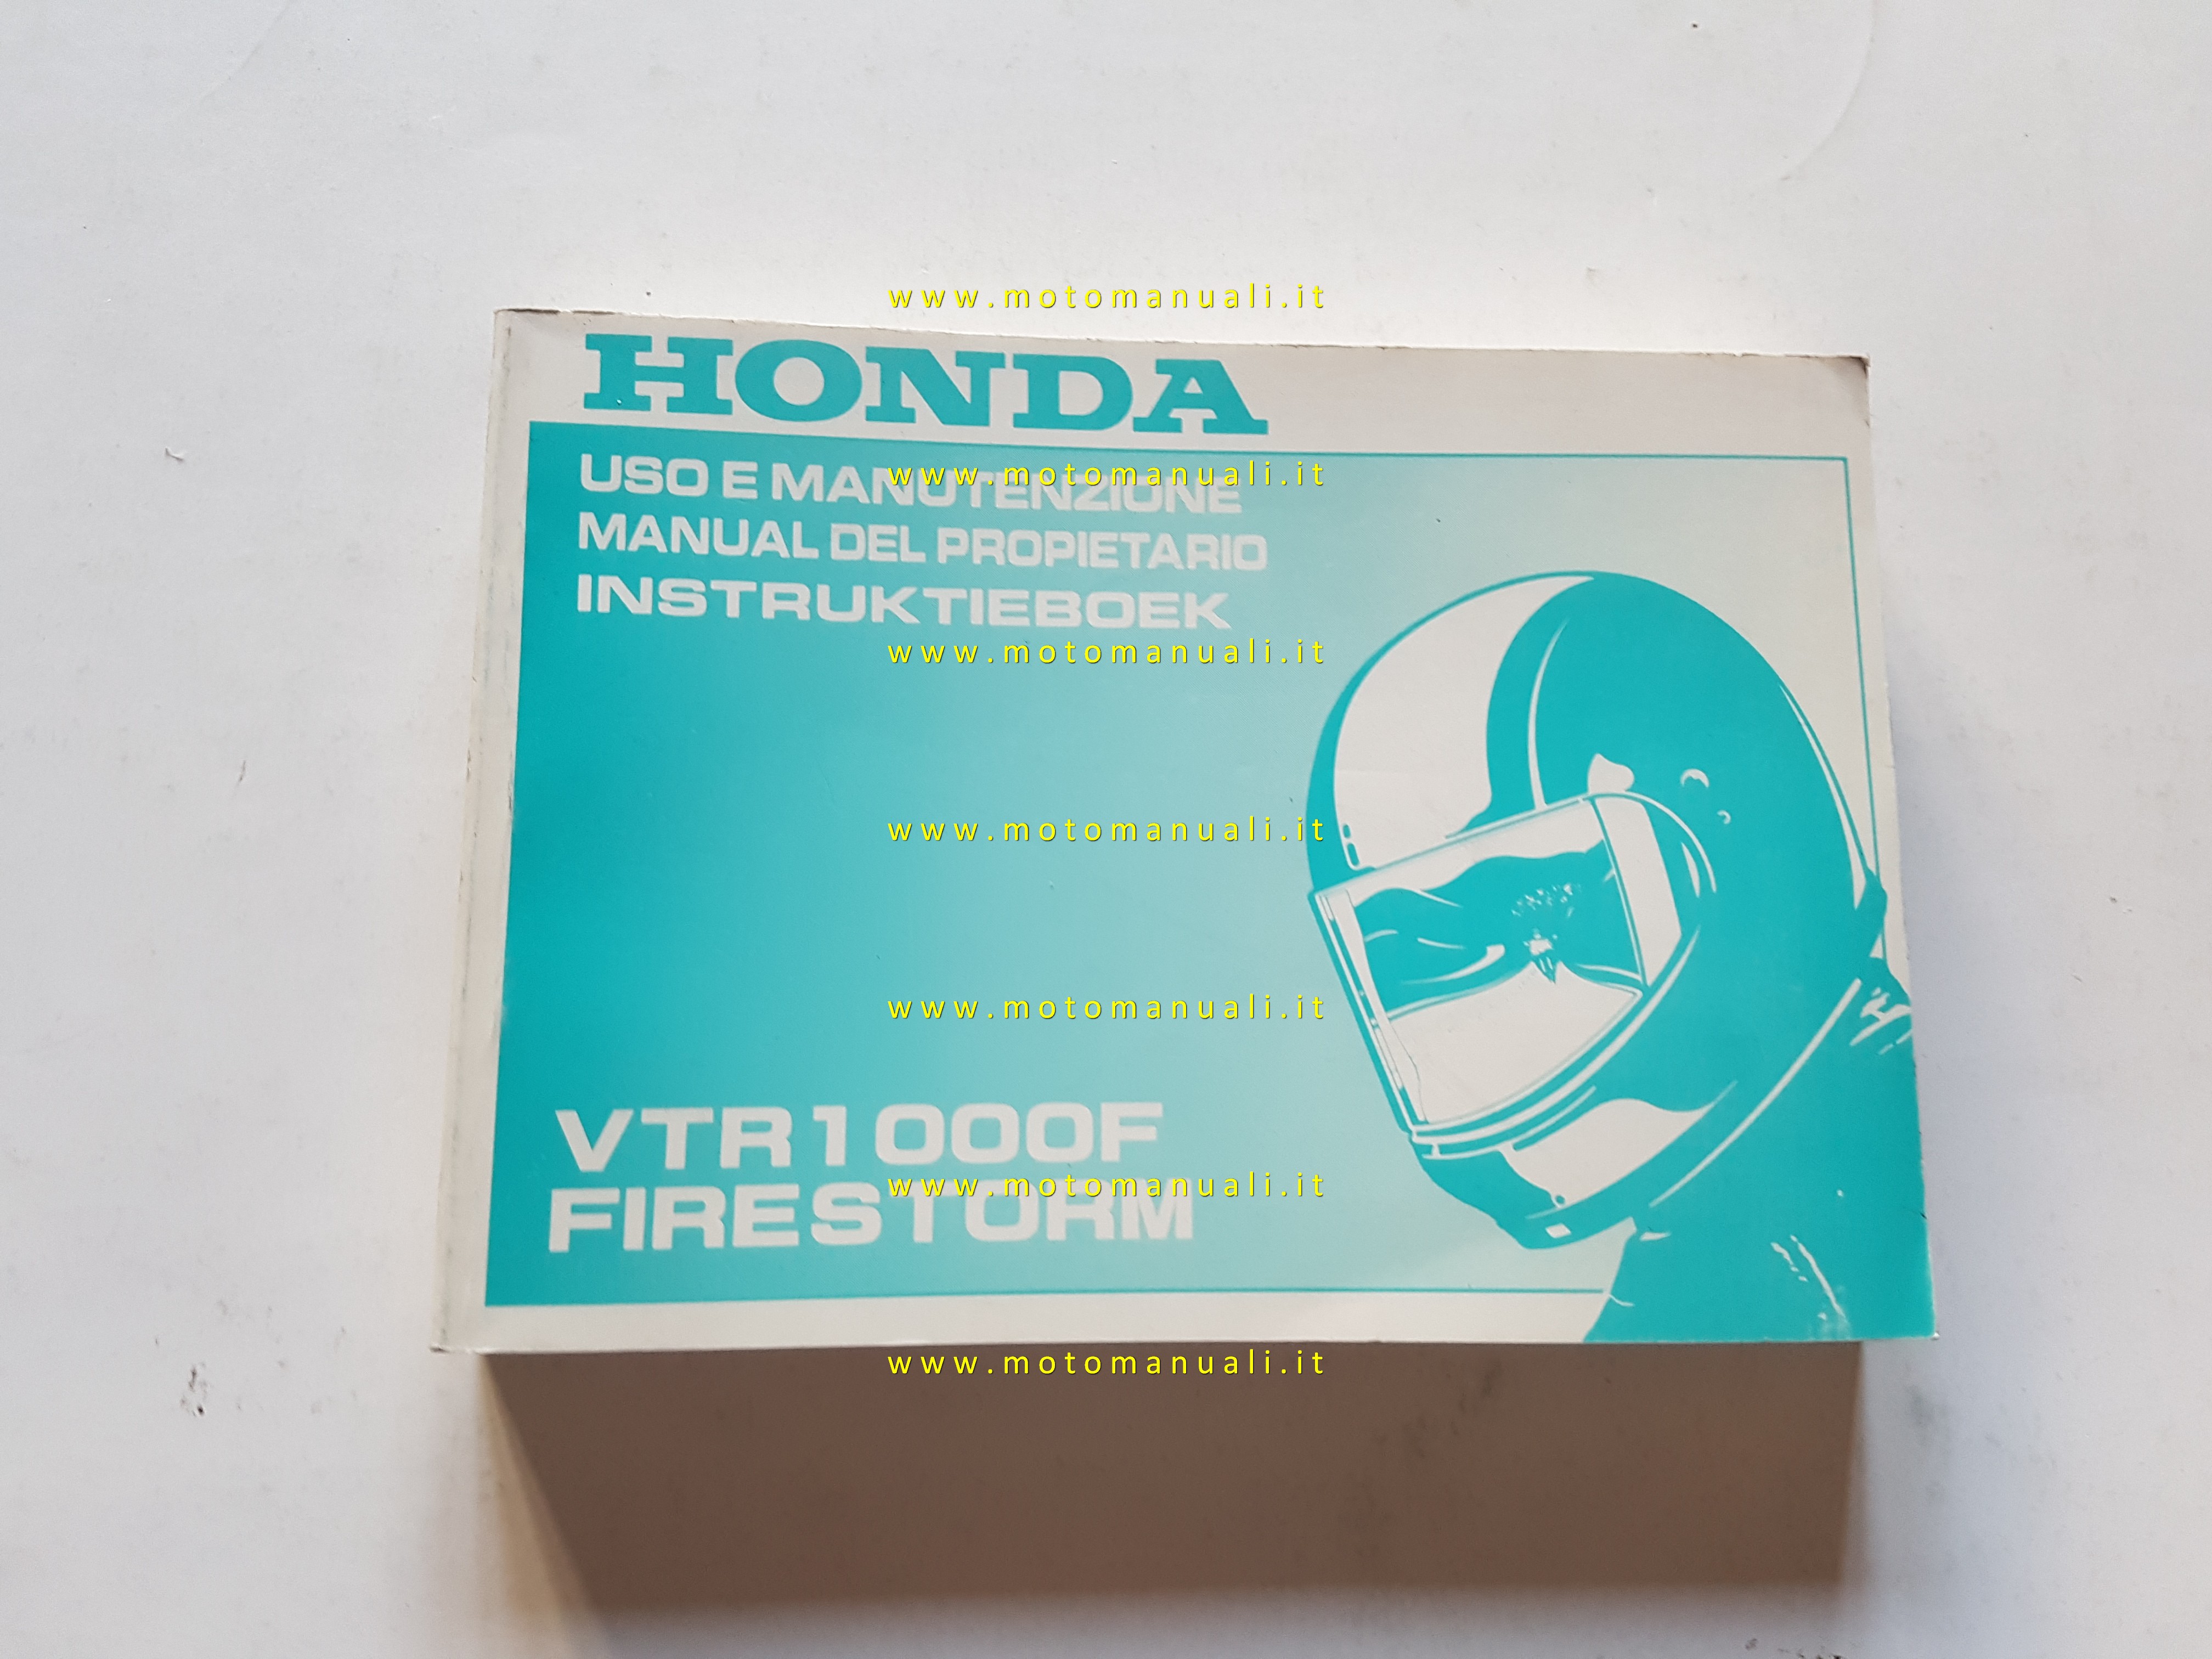 www.motomanuali.it
HONDA
USO E MANUTENZIONE
www.motomanuali.it
MANUAL DEL PROPIETARIO
INSTRUKTIEBOEK
www.motomanuali.it
www.motomanuali.it
www.motomanuali.it
VTR1000F
www.motomanuali.it
FIRESTORM
www.motomanuali.it